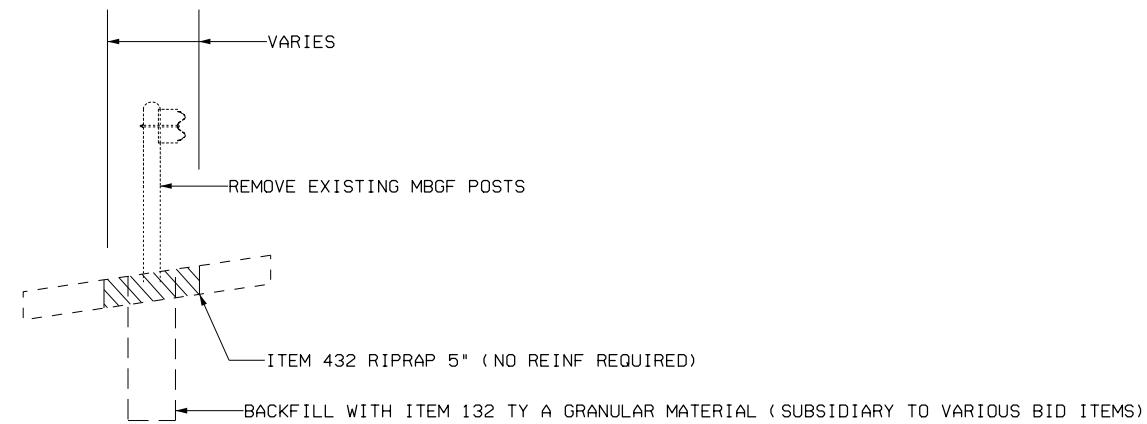 VARIES
REMOVE EXISTING MBGF POSTS
ITEM 432 RIPRAP 5" (NO REINF REQUIRED)
BACKFILL WITH ITEM 132 TY A GRANULAR MATERIAL (SUBSIDIARY TO VARIOUS BID ITEMS)